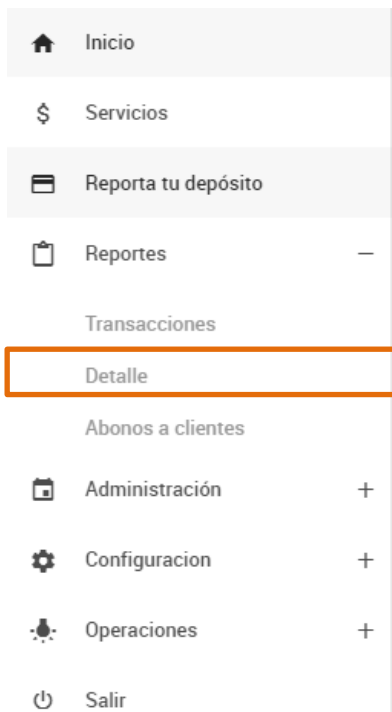 Inicio
Servicios
Reporta tu depósito
Reportes
Transacciones
Detalle
Abonos a clientes
Administración
Configuracion
Operaciones
Salir